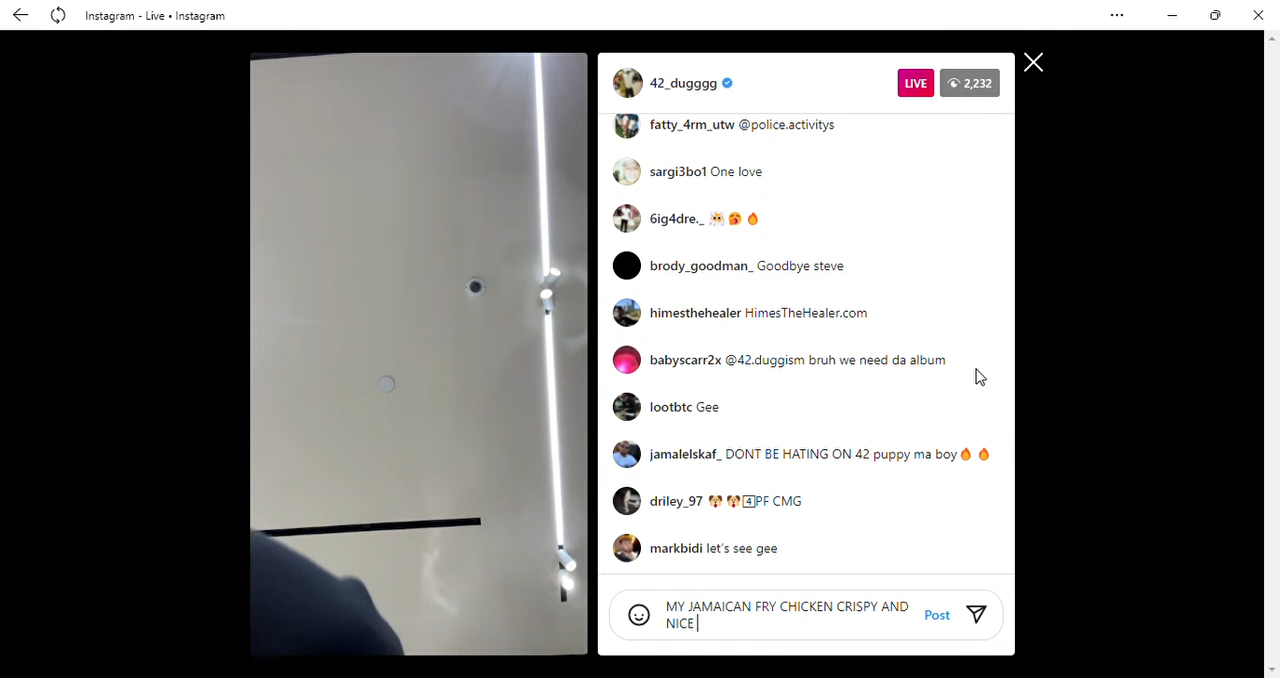 Instagram - Live • Instagram
42_dugggg
LIVE
2,232
fatty_4rm_utw @police.activitys
sargi3bo1 One love
6ig4dre._ 🔥
brody_goodman_ Goodbye steve
himesthehealer HimesTheHealer.com
babyscarr2x @42.duggism bruh we need da album
lootbtc Gee
jamalelskaf_ DONT BE HATING ON 42 puppy ma boy🔥🔥
driley_97 🐶🐶4️⃣PF CMG
markbidi let's see gee
MY JAMAICAN FRY CHICKEN CRISPY AND
NICE
Post